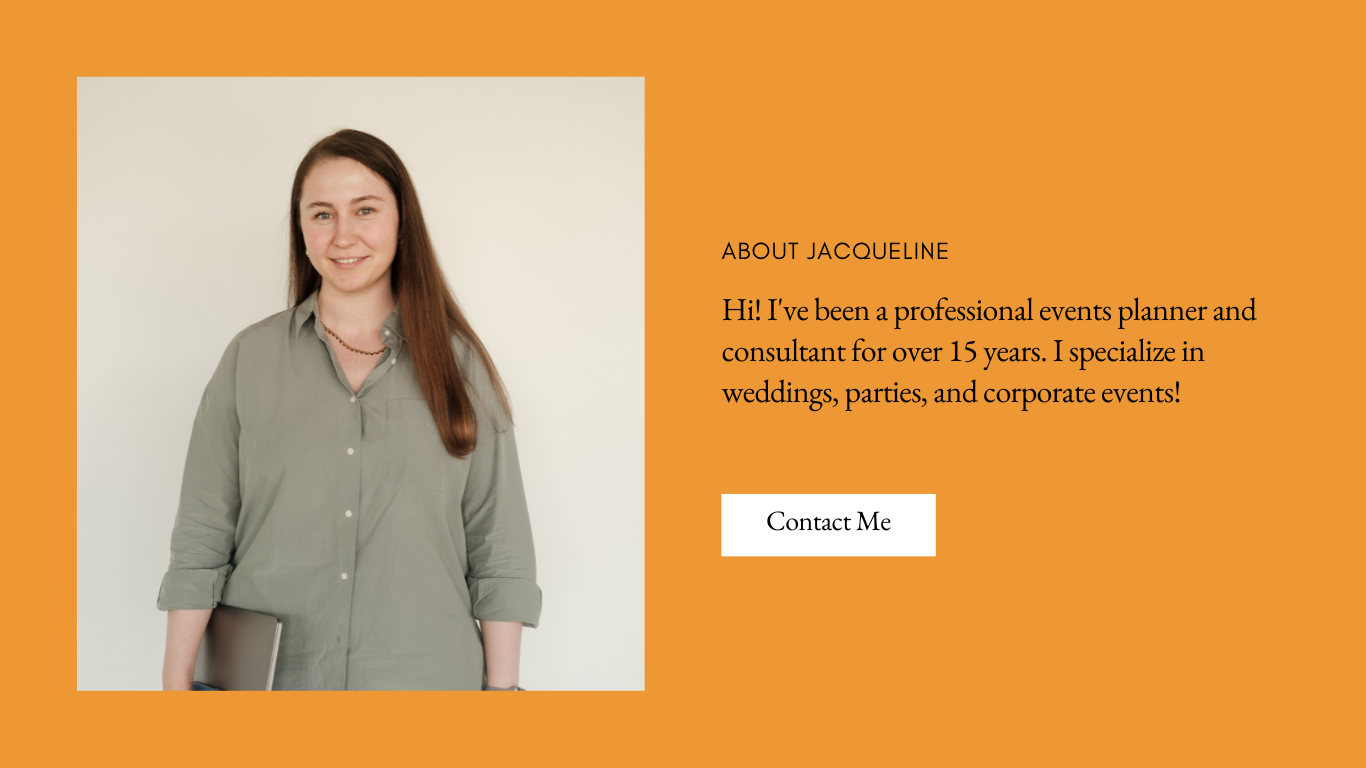 ABOUT JACQUELINE
Hi! I've been a professional events planner and
consultant for over 15 years. I specialize in
weddings, parties, and corporate events!
Contact Me